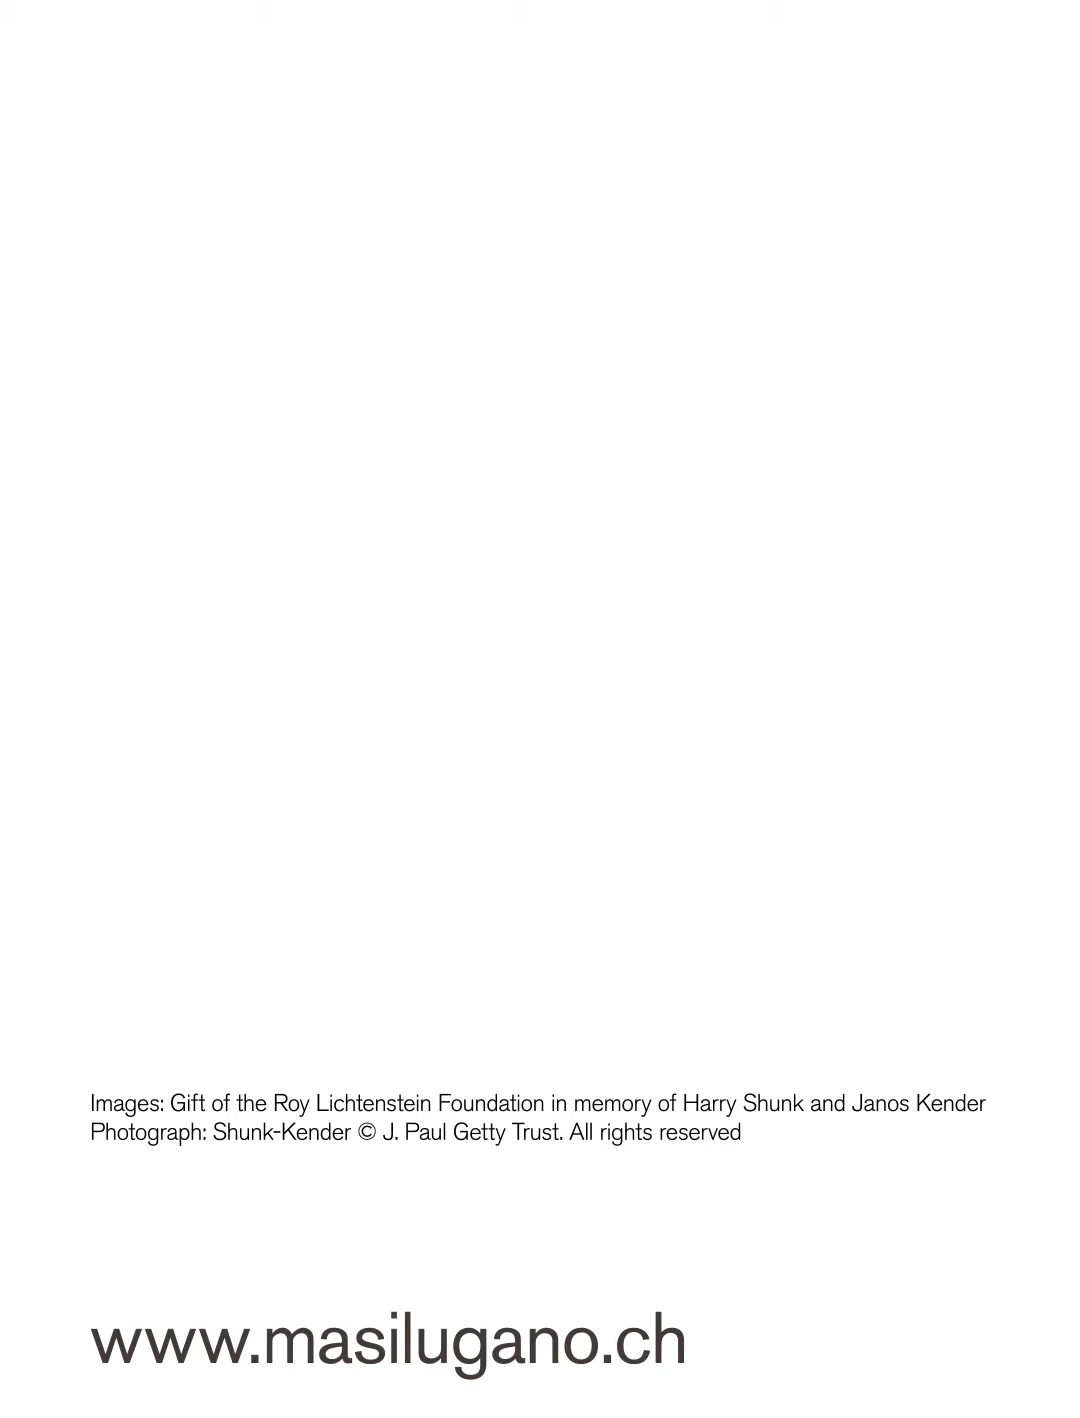 Images: Gift of the Roy Lichtenstein Foundation in memory of Harry Shunk and Janos Kender
Photograph: Shunk-Kender © J. Paul Getty Trust. All rights reserved
www.masilugano.ch